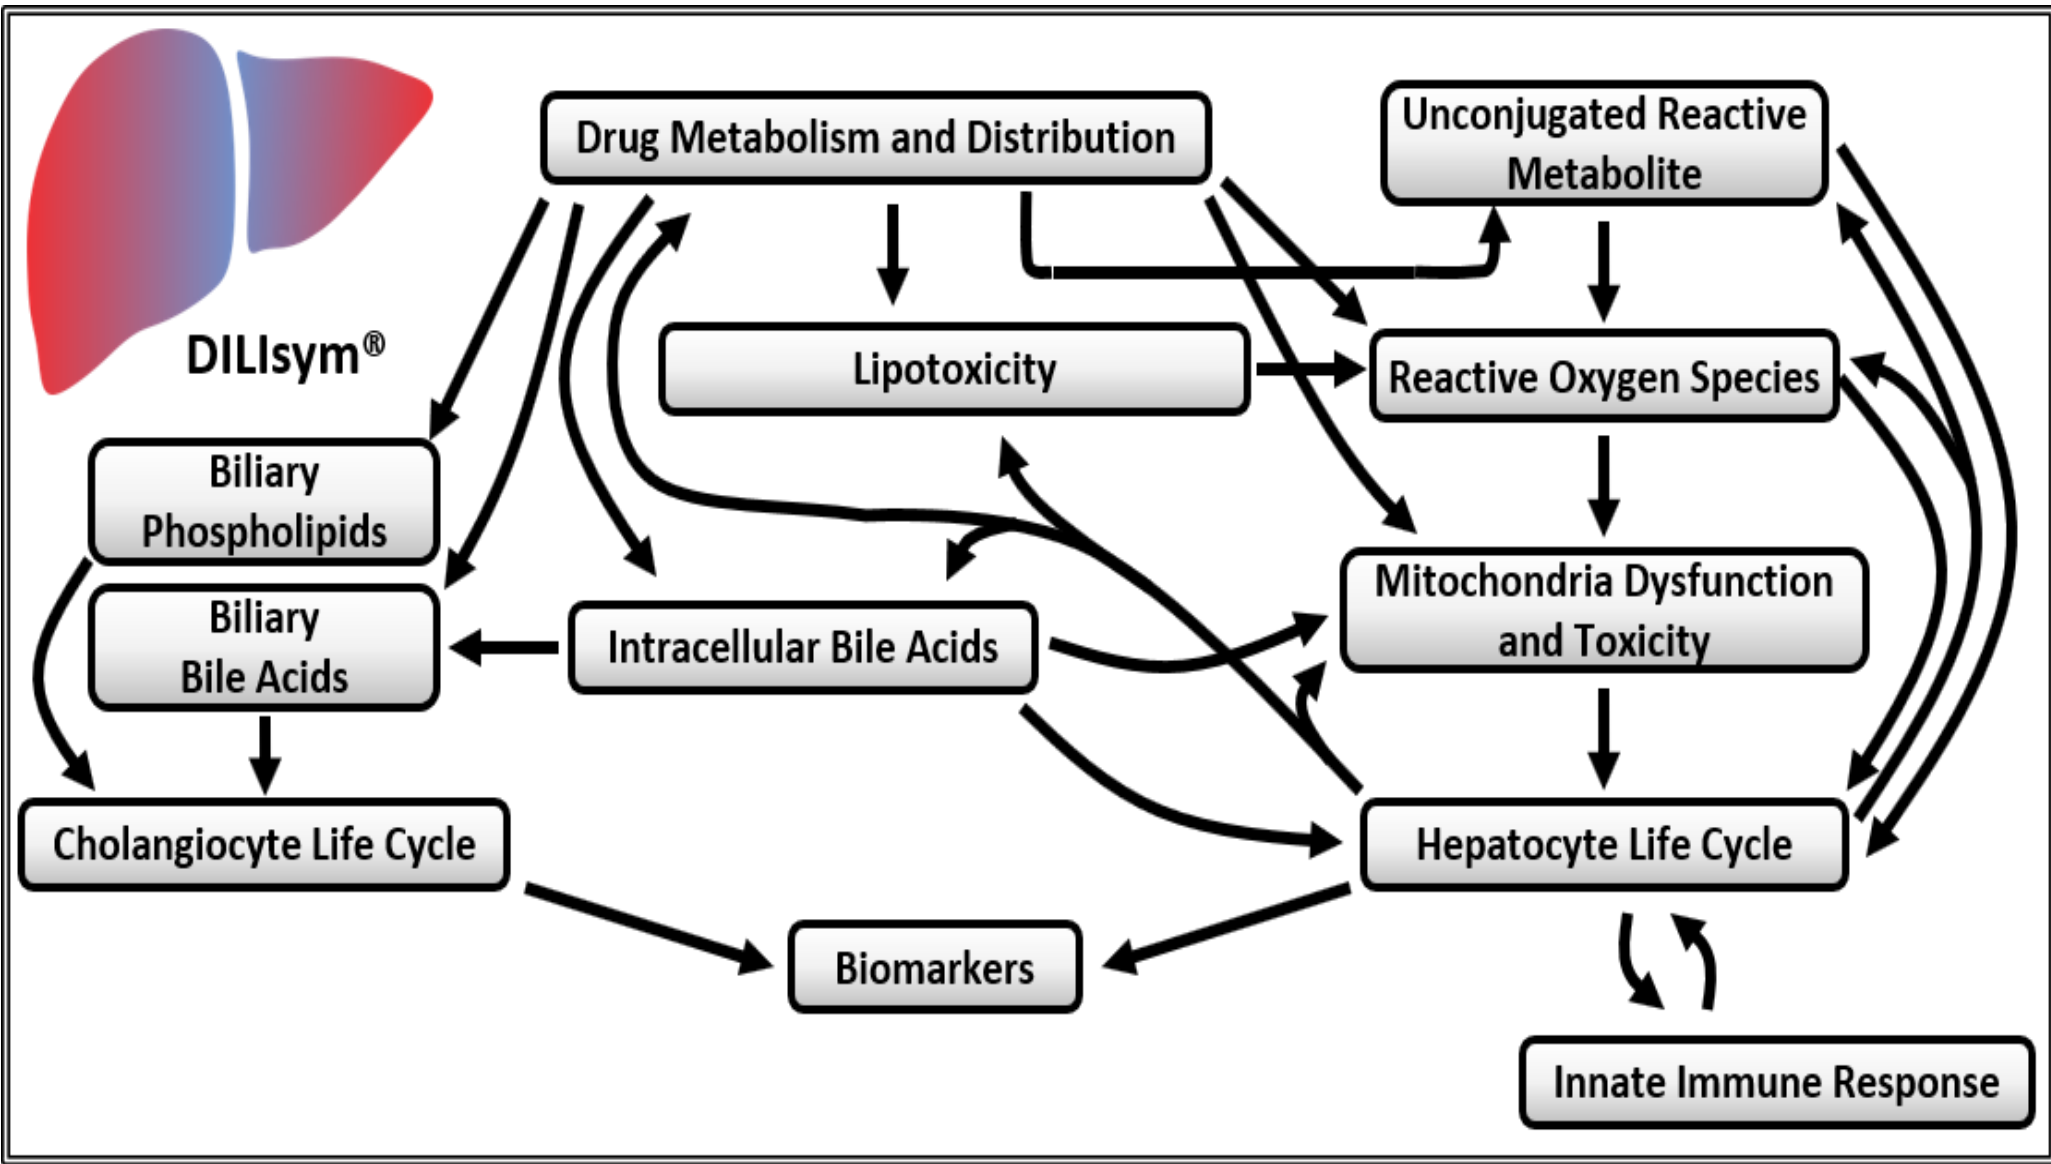 Drug Metabolism and Distribution
Unconjugated Reactive
Metabolite
DILIsym®
Lipotoxicity
Reactive Oxygen Species
Biliary
Phospholipids
Biliary
Bile Acids
Intracellular Bile Acids
Mitochondria Dysfunction
and Toxicity
Cholangiocyte Life Cycle
Hepatocyte Life Cycle
Biomarkers
Innate Immune Response